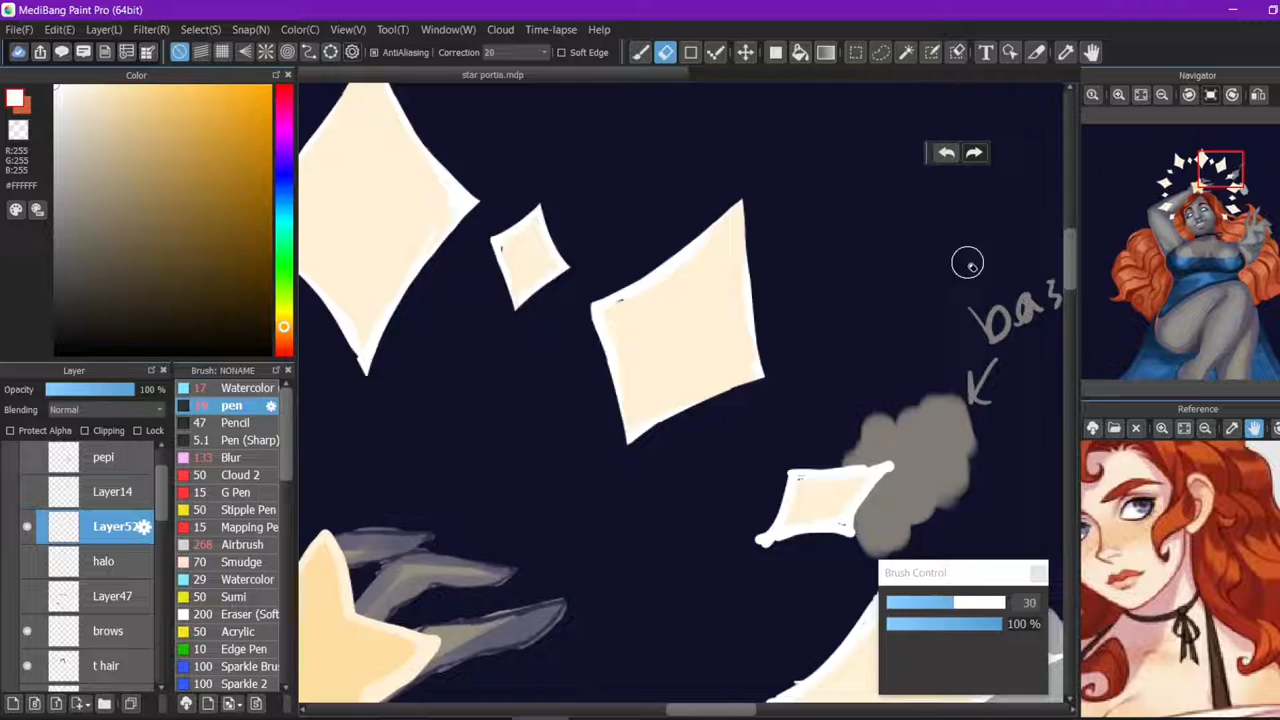 MediBang Paint Pro (64bit)
File(F) Edit(E) Layer(L) Filter(R) Select(S) Snap(N) Color(C) View(V) Tool(T) Window(W) Cloud Time-lapse Help
AntiAliasing Correction 20 Soft Edge
Color
star portia.mdp
Navigator
R:255
G:255
B:255
#FFFFFF
bas
K
Layer
Brush: NONAME
Opacity 100 %
Blending Normal
Protect Alpha Clipping Lock
pepi
Layer14
Layer52
halo
Layer47
brows
t hair
17 Watercolor
19 pen
47 Pencil
5.1 Pen (Sharp)
133 Blur
50 Cloud 2
15 G Pen
50 Stipple Pen
15 Mapping Pe
268 Airbrush
70 Smudge
29 Watercolor
50 Sumi
200 Eraser (Soft
50 Acrylic
10 Edge Pen
100 Sparkle Brus
100 Sparkle 2
Brush Control
30
100 %
Reference